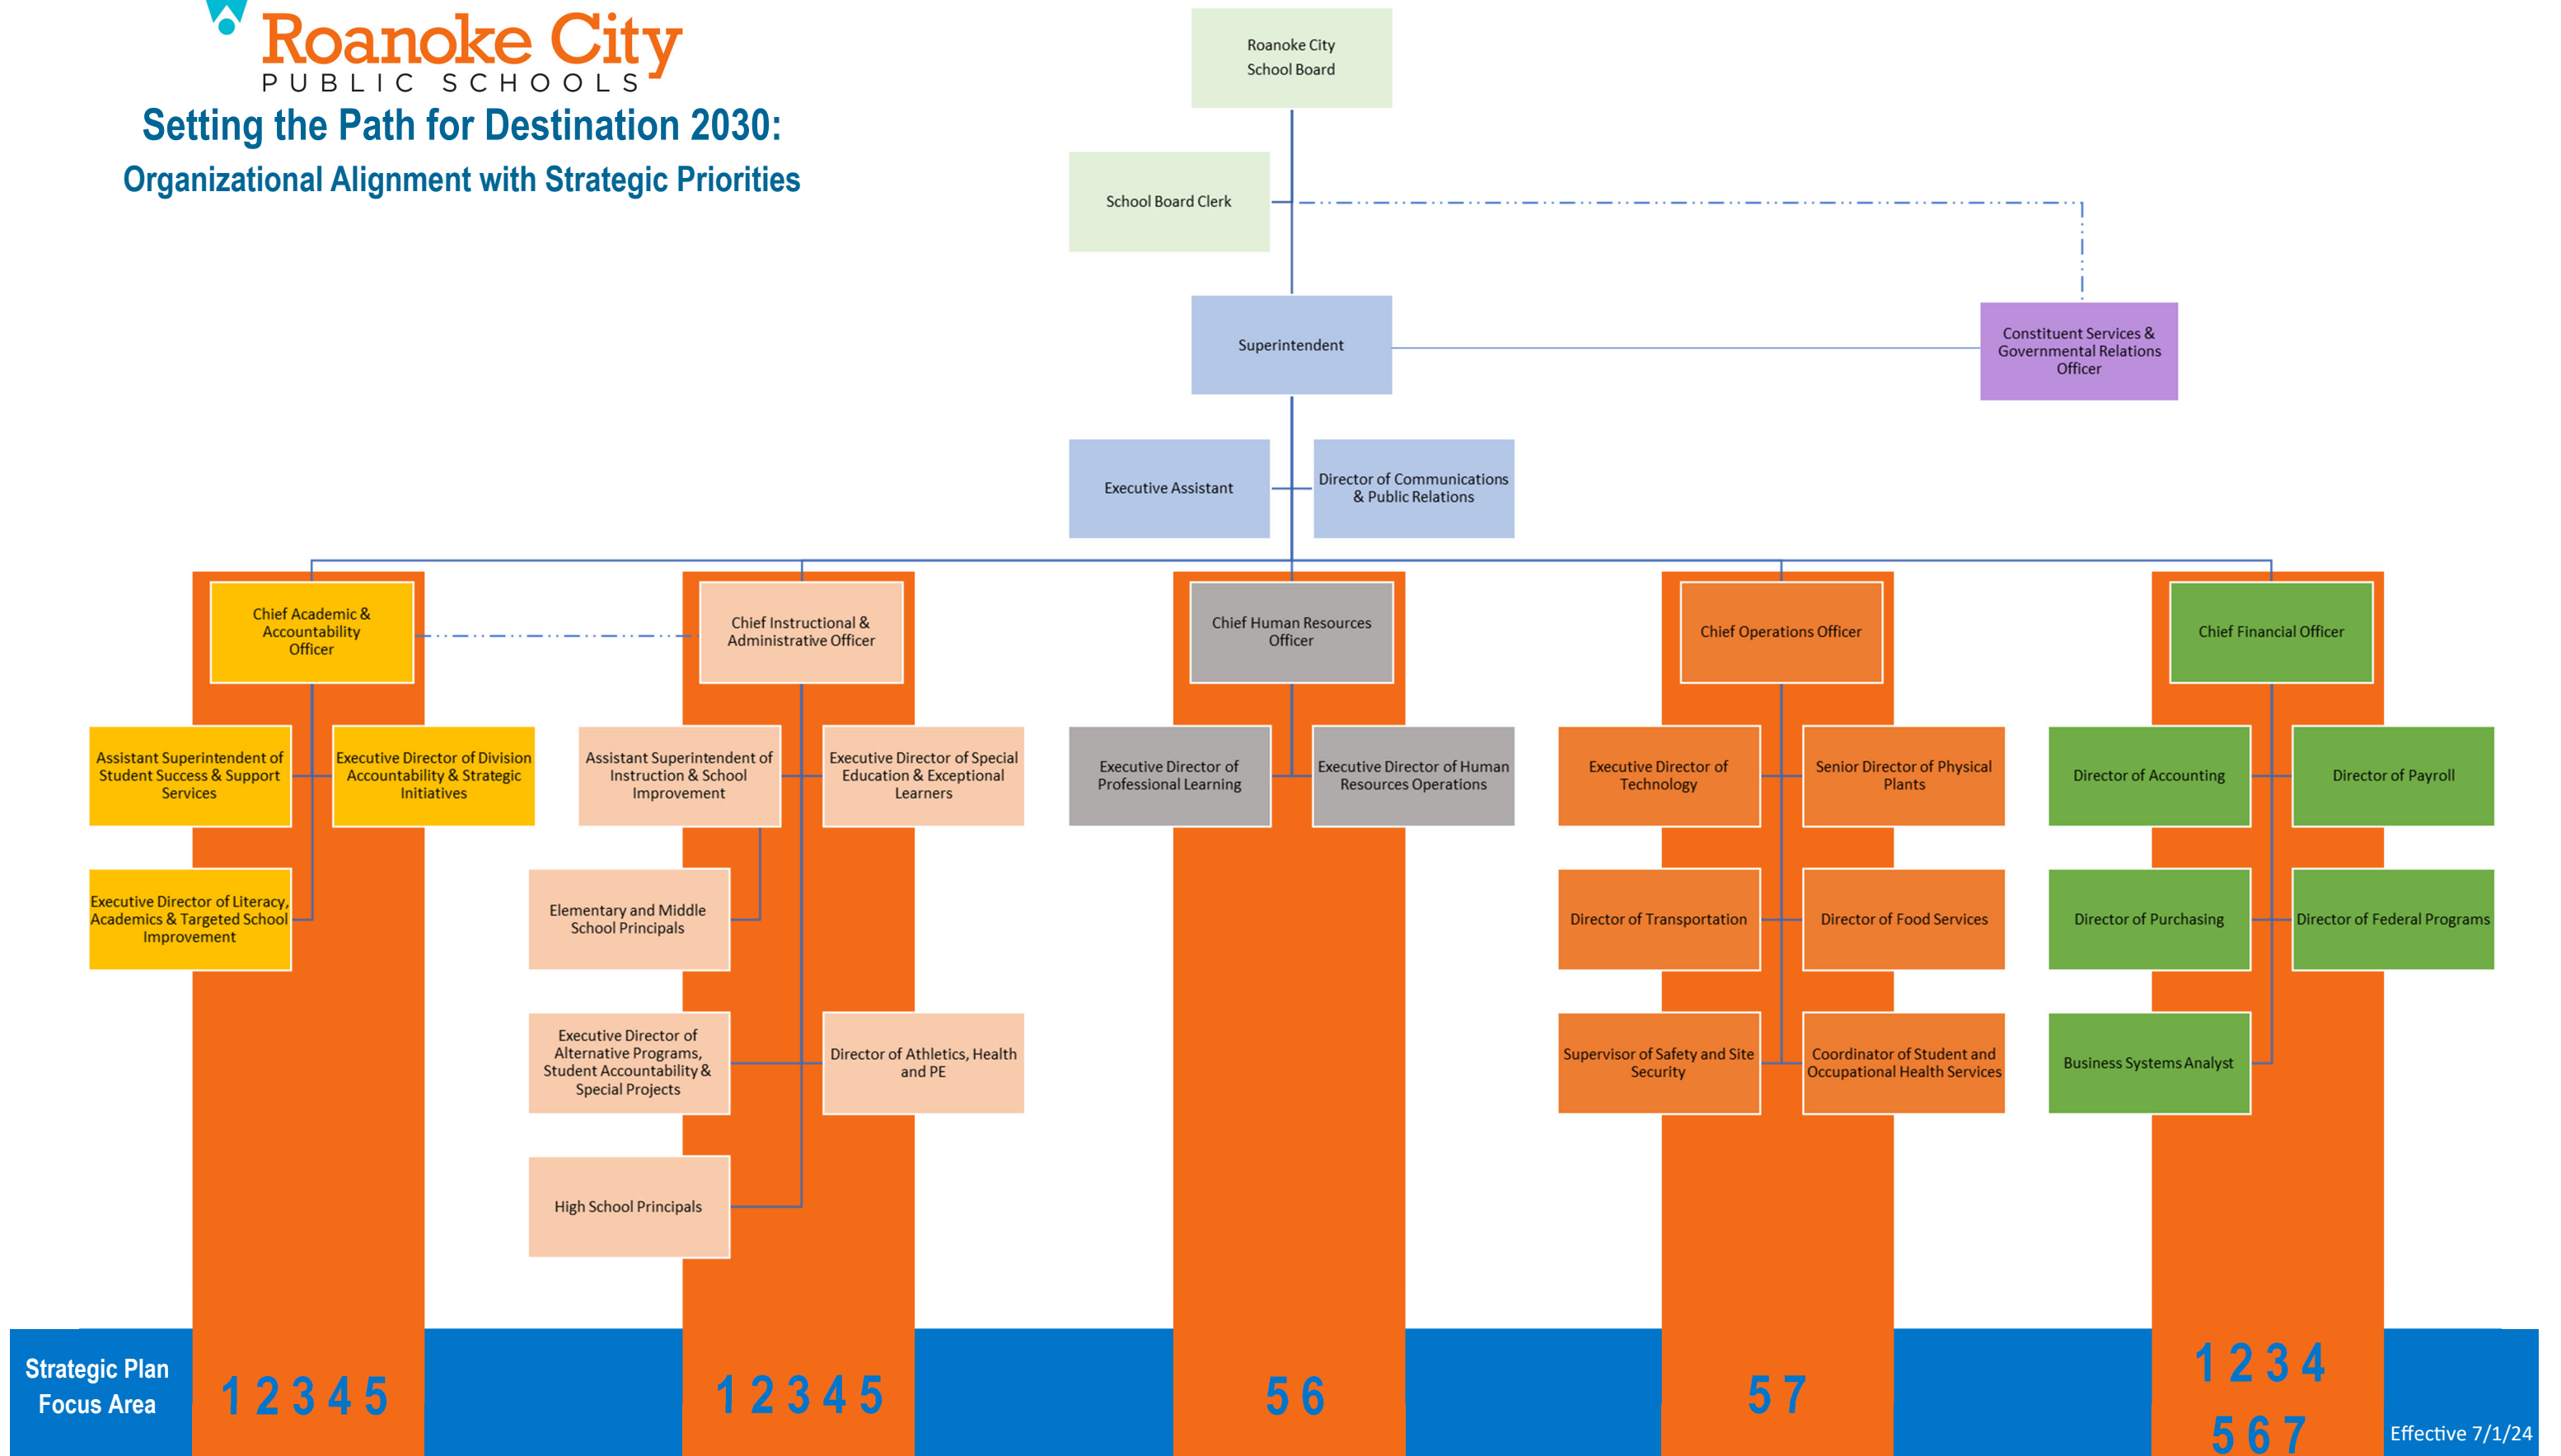 Roanoke City
PUBLIC SCHOOLS
Setting the Path for Destination 2030:
Organizational Alignment with Strategic Priorities
Roanoke City
School Board
School Board Clerk
Superintendent
Constituent Services &
Governmental Relations
Officer
Executive Assistant
Director of Communications
& Public Relations
Chief Academic &
Accountability
Officer
Chief Instructional &
Administrative Officer
Chief Human Resources
Officer
Chief Operations Officer
Chief Financial Officer
Assistant Superintendent of
Student Success & Support
Services
Executive Director of Division
Accountability & Strategic
Initiatives
Assistant Superintendent of
Instruction & School
Improvement
Executive Director of Special
Education & Exceptional
Learners
Executive Director of
Professional Learning
Executive Director of Human
Resources Operations
Executive Director of
Technology
Senior Director of Physical
Plants
Director of Accounting
Director of Payroll
Executive Director of Literacy,
Academics & Targeted School
Improvement
Elementary and Middle
School Principals
Director of Transportation
Director of Food Services
Director of Purchasing
Director of Federal Programs
Executive Director of
Alternative Programs,
Student Accountability &
Special Projects
Director of Athletics, Health
and PE
Supervisor of Safety and Site
Security
Coordinator of Student and
Occupational Health Services
Business Systems Analyst
High School Principals
Strategic Plan
Focus Area
1 2 3 4 5
1 2 3 4 5
5 6
5 7
1 2 3 4
5 6 7
Effective 7/1/24